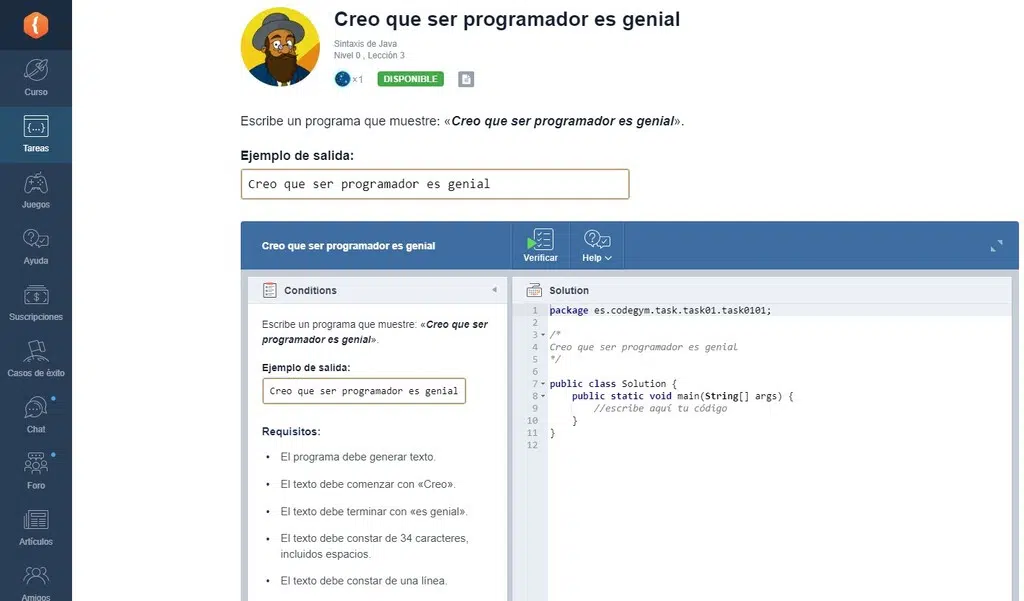 Creo que ser programador es genial
Sintaxis de Java
Nivel 0 , Lección 3
x1
DISPONIBLE
Escribe un programa que muestre: «Creo que ser programador es genial».
Ejemplo de salida:
Creo que ser programador es genial
Curso
Tareas
Juegos
Ayuda
Suscripciones
Casos de éxito
Chat
Foro
Artículos
Amigos
Creo que ser programador es genial
Verificar
Help
Conditions
Escribe un programa que muestre: «Creo que ser
programador es genial».
Ejemplo de salida:
Creo que ser programador es genial
Requisitos:
• El programa debe generar texto.
• El texto debe comenzar con «Creo».
• El texto debe terminar con «es genial».
• El texto debe constar de 34 caracteres,
incluidos espacios.
• El texto debe constar de una línea.
Solution
1 package es.codegym.task.task01.task0101;
2
3 /*
4 Creo que ser programador es genial
5 */
6
7 public class Solution {
8 public static void main(String[] args) {
9 //escribe aquí tu código
10 }
11 }
12